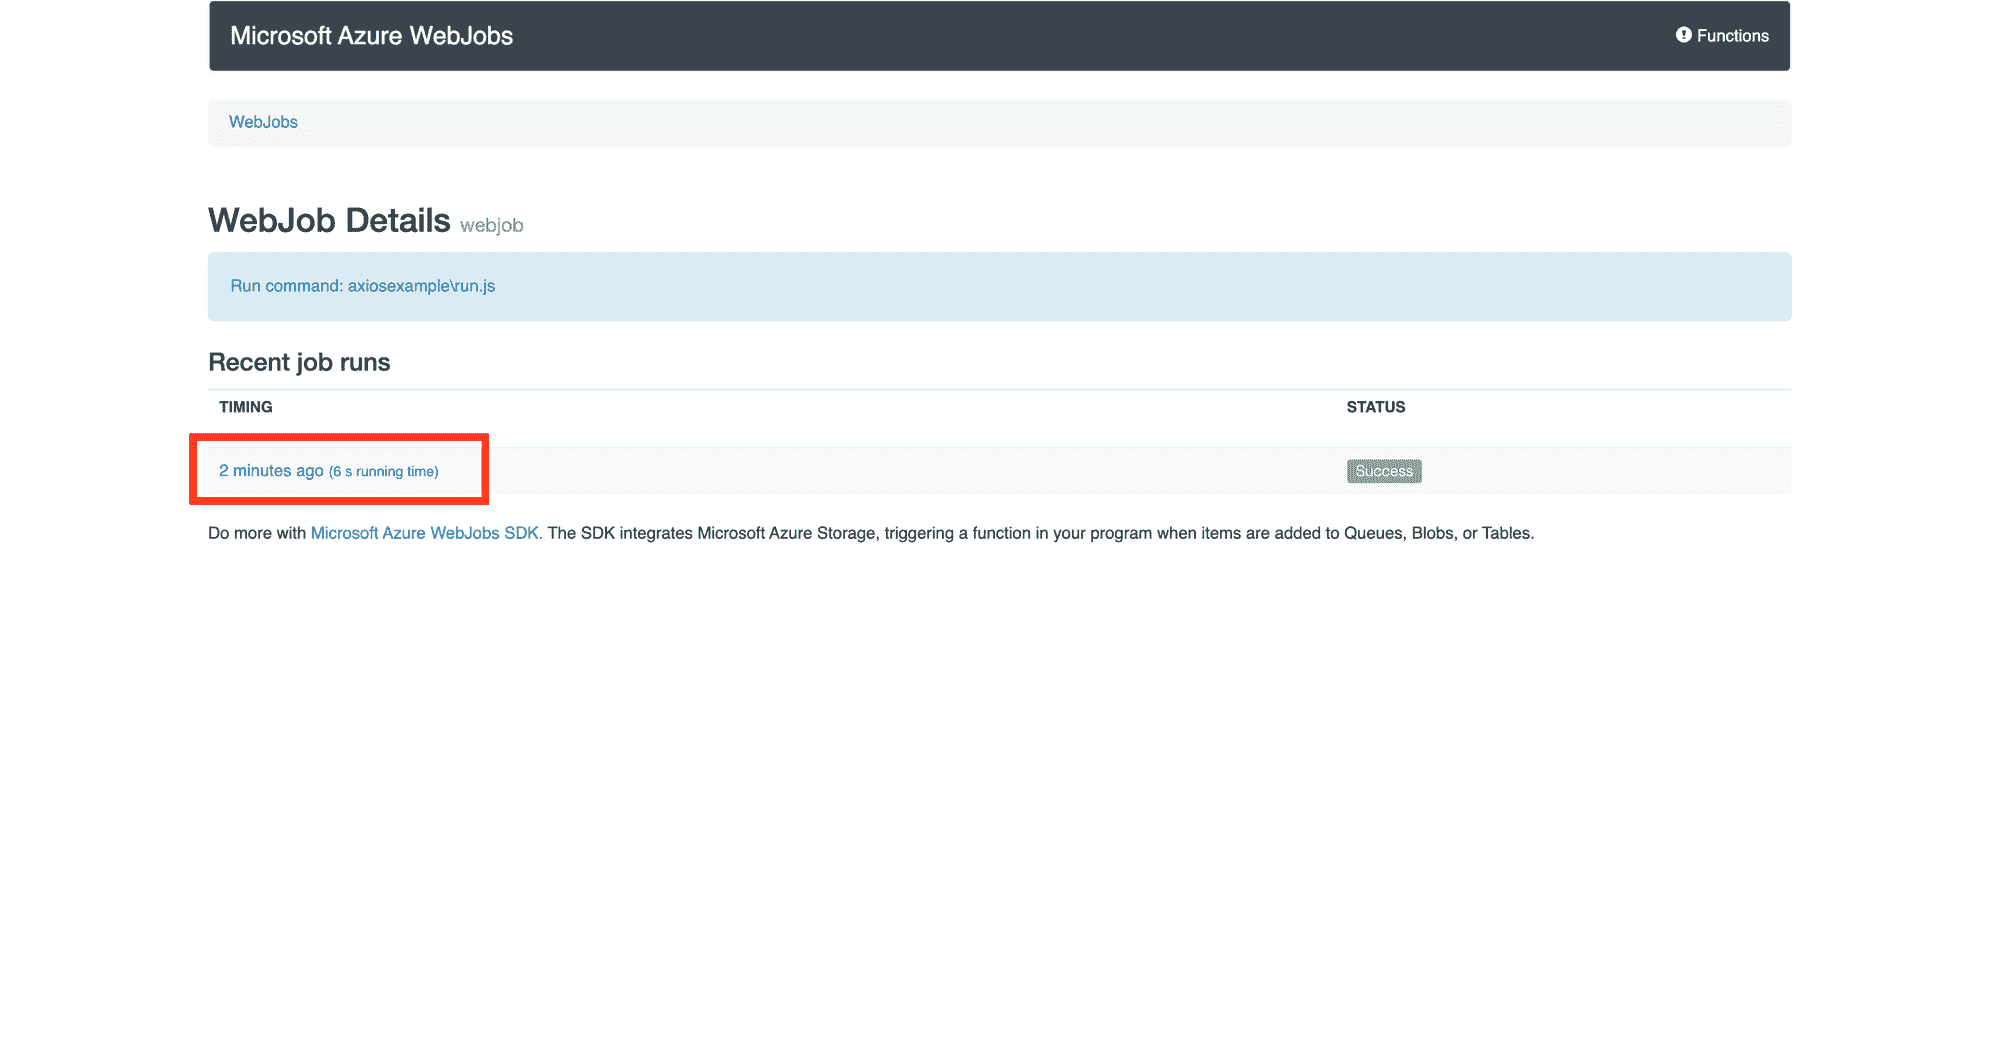 Microsoft Azure WebJobs
Functions
WebJobs
WebJob Details webjob
Run command: axiosexample\run.js
Recent job runs
TIMING
STATUS
2 minutes ago (6 s running time)
Success
Do more with Microsoft Azure WebJobs SDK. The SDK integrates Microsoft Azure Storage, triggering a function in your program when items are added to Queues, Blobs, or Tables.